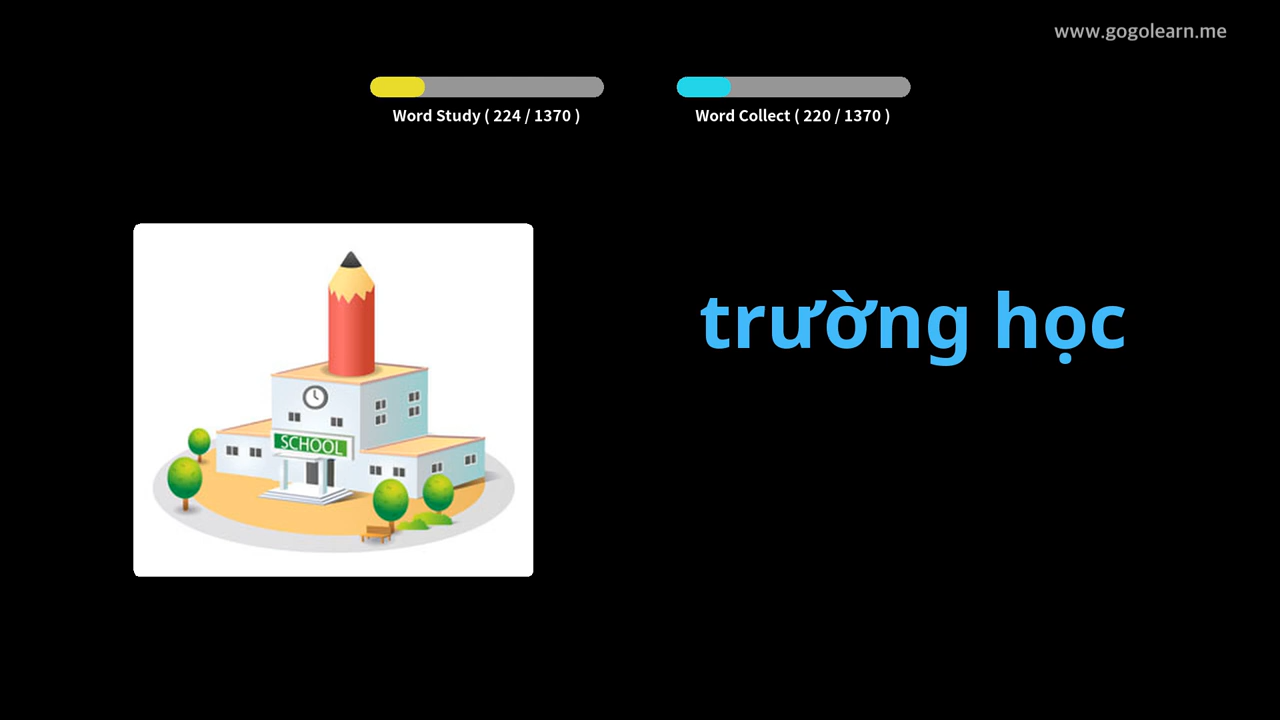 www.gogolearn.me
Word Study ( 224 / 1370 )
Word Collect ( 220 / 1370 )
trường học
SCHOOL